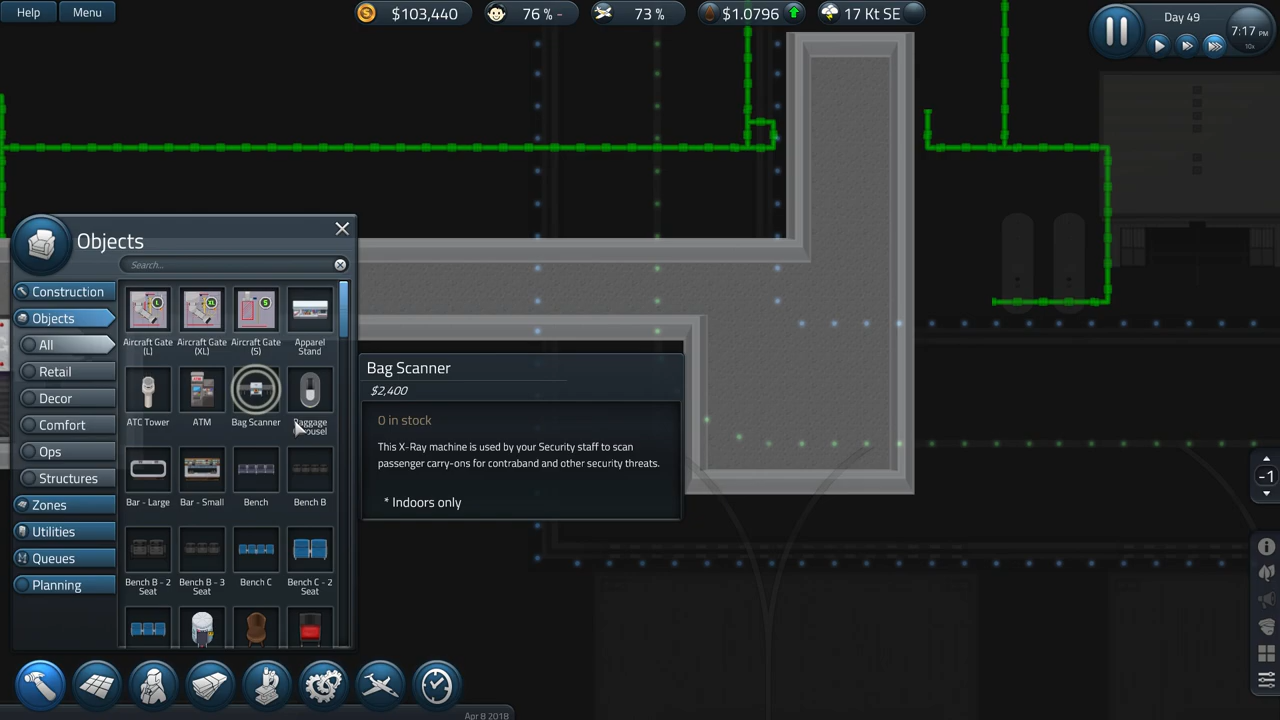 Help
Menu
$103,440
76 % -
73 %
$1.0796
17 Kt SE
Day 49
7:17 PM
10x
Objects
Search...
Construction
Objects
All
Retail
Decor
Comfort
Ops
Structures
Zones
Utilities
Queues
Planning
L
XL
S
Aircraft Gate (L)
Aircraft Gate (XL)
Aircraft Gate (S)
Apparel Stand
ATC Tower
ATM
Bag Scanner
Bar - Large
Bar - Small
Bench
Bench B
Bench B - 2 Seat
Bench B - 3 Seat
Bench C
Bench C - 2 Seat
Bag Scanner
$2,400
0 in stock
This X-Ray machine is used by your Security staff to scan
passenger carry-ons for contraband and other security threats.
* Indoors only
-1
Apr 8 2018